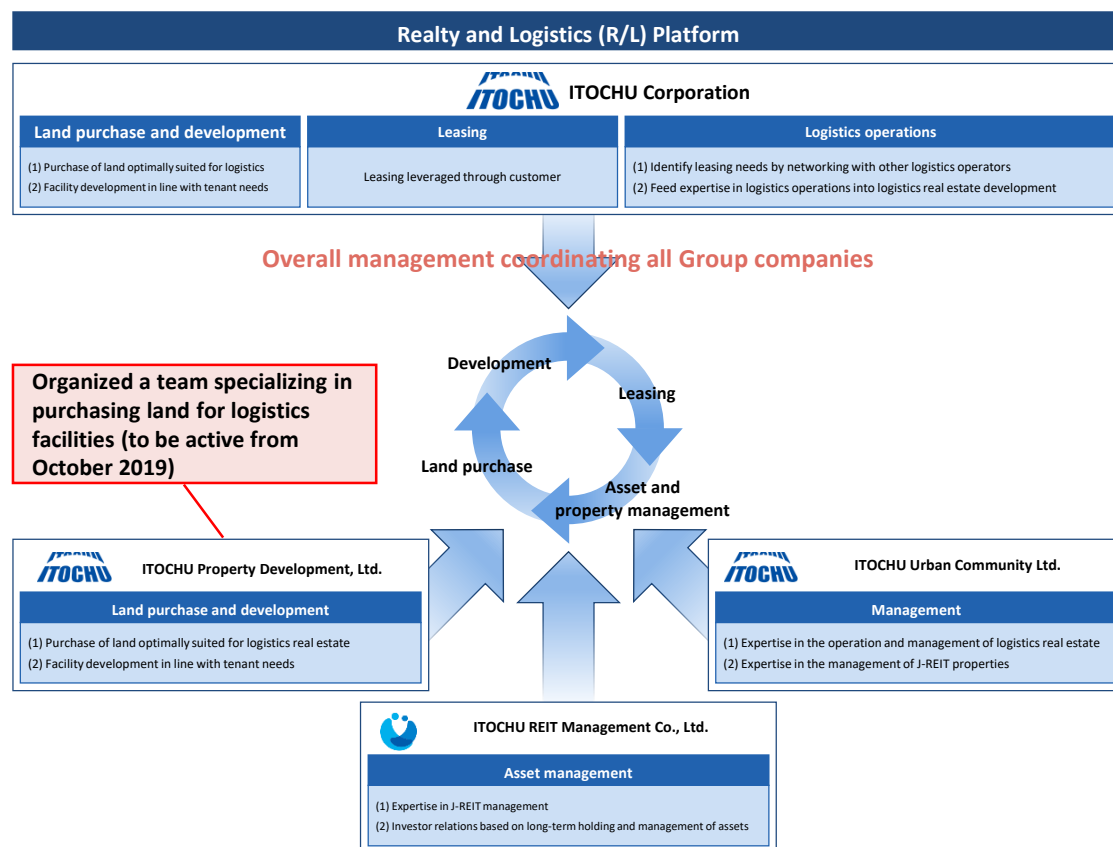 Realty and Logistics (R/L) Platform
ITOCHU
ITOCHU Corporation
Land purchase and development
(1) Purchase of land optimally suited for logistics
(2) Facility development in line with tenant needs
Leasing
Leasing leveraged through customer
Logistics operations
(1) Identify leasing needs by networking with other logistics operators
(2) Feed expertise in logistics operations into logistics real estate development
Overall management coordinating all Group companies
Development
Leasing
Land purchase
Asset and
property management
Organized a team specializing in
purchasing land for logistics
facilities (to be active from
October 2019)
ITOCHU
ITOCHU Property Development, Ltd.
Land purchase and development
(1) Purchase of land optimally suited for logistics real estate
(2) Facility development in line with tenant needs
ITOCHU
ITOCHU Urban Community Ltd.
Management
(1) Expertise in the operation and management of logistics real estate
(2) Expertise in the management of J-REIT properties
ITOCHU REIT Management Co., Ltd.
Asset management
(1) Expertise in J-REIT management
(2) Investor relations based on long-term holding and management of assets